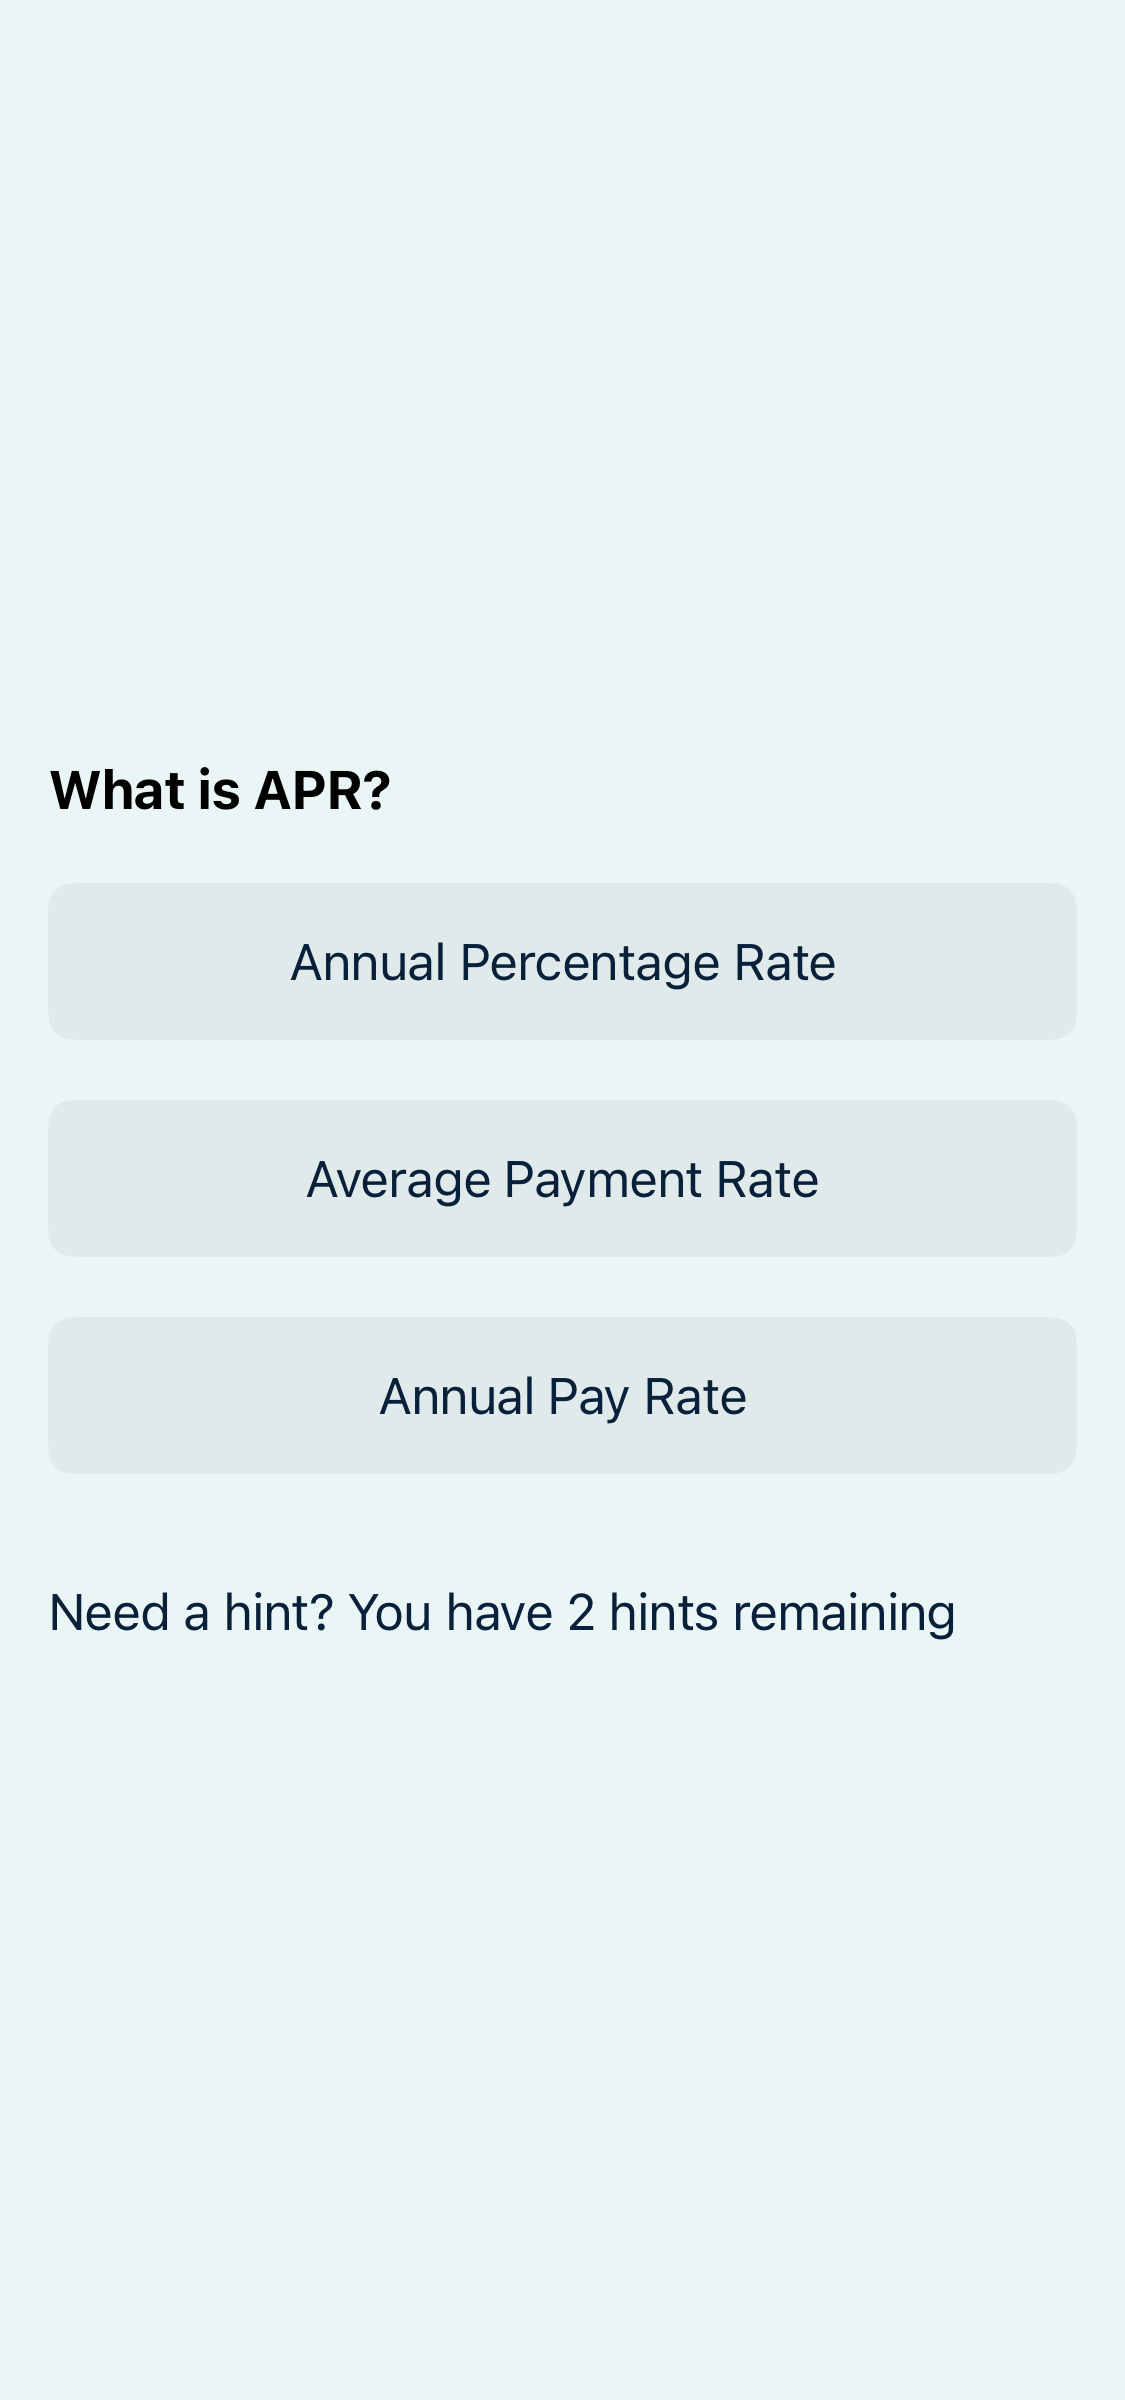 What is APR?
Annual Percentage Rate
Average Payment Rate
Annual Pay Rate
Need a hint? You have 2 hints remaining